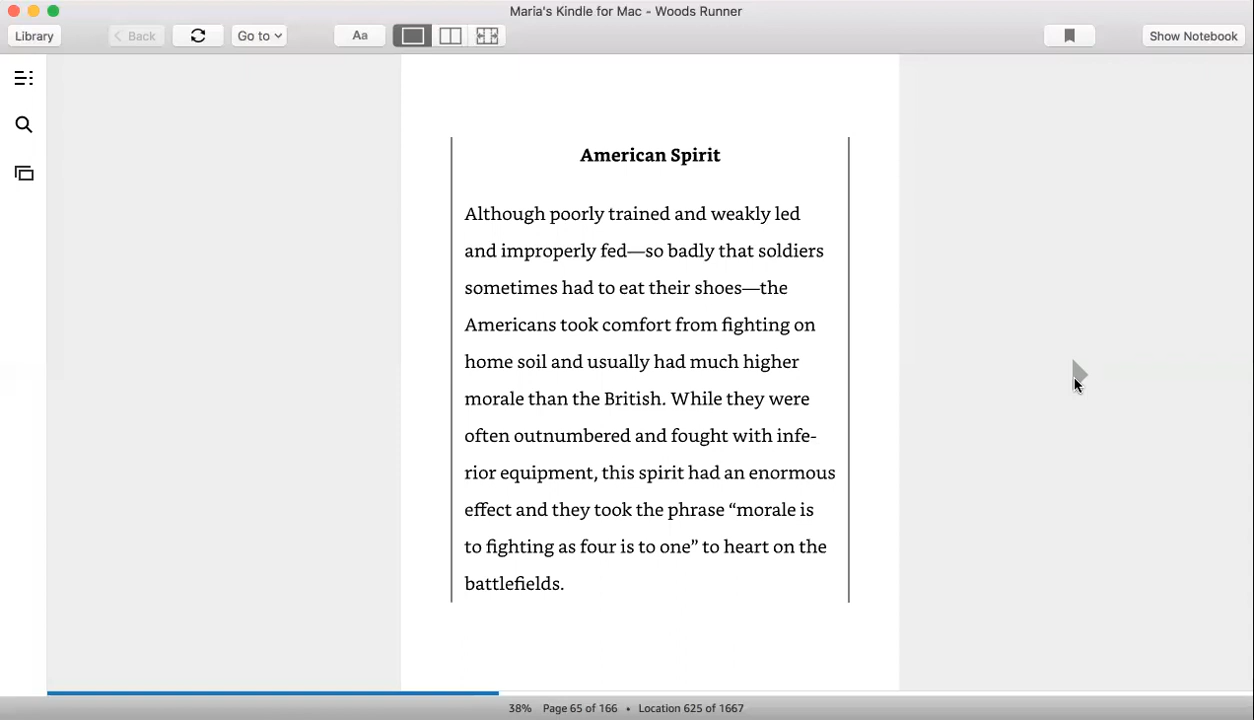 Maria's Kindle for Mac - Woods Runner
Library
Back
Go to
Aa
Show Notebook
American Spirit
Although poorly trained and weakly led
and improperly fed—so badly that soldiers
sometimes had to eat their shoes—the
Americans took comfort from fighting on
home soil and usually had much higher
morale than the British. While they were
often outnumbered and fought with infe-
rior equipment, this spirit had an enormous
effect and they took the phrase “morale is
to fighting as four is to one” to heart on the
battlefields.
38% Page 65 of 166 • Location 625 of 1667